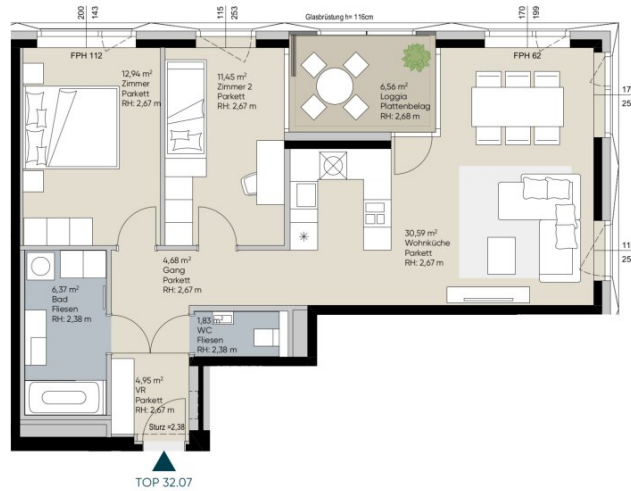 200
143
115
253
Glasbrüstung h= 116cm
170
199
FPH 112
FPH 62
12,94 m²
Zimmer
Parkett
RH: 2,67 m
11,45 m²
Zimmer 2
Parkett
RH: 2,67 m
6,56 m²
Loggia
Plattenbelag
RH: 2,68 m
30,59 m²
Wohnküche
Parkett
RH: 2,67 m
4,68 m²
Gang
Parkett
RH: 2,67 m
6,37 m²
Bad
Fliesen
RH: 2,38 m
1,83 m²
WC
Fliesen
RH: 2,38 m
4,95 m²
VR
Parkett
RH: 2,67 m
Sturz =2,38
TOP 32.07